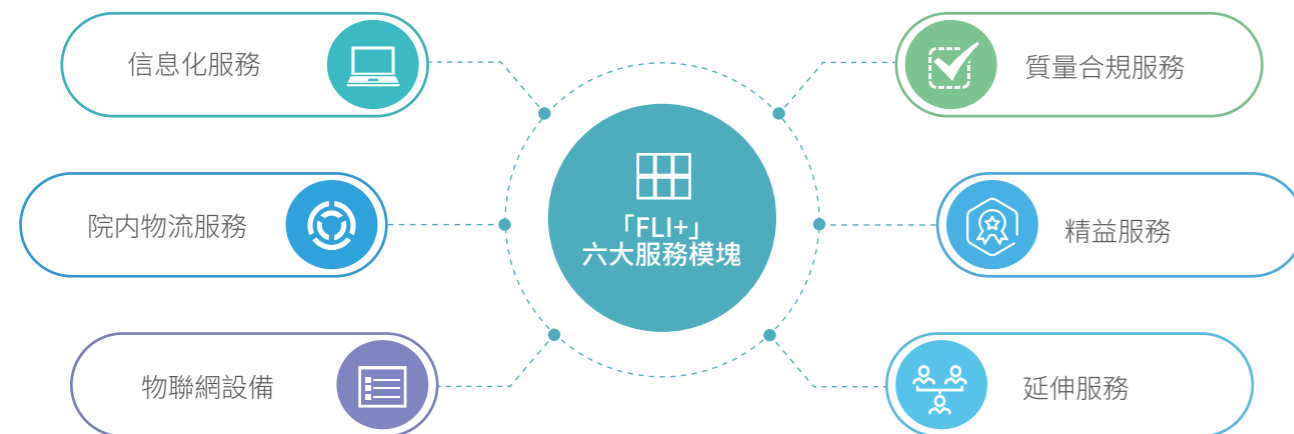 信息化服務
質量合規服務
院内物流服務
「FLI+」
六大服務模塊
精益服務
物聯網設備
延伸服務